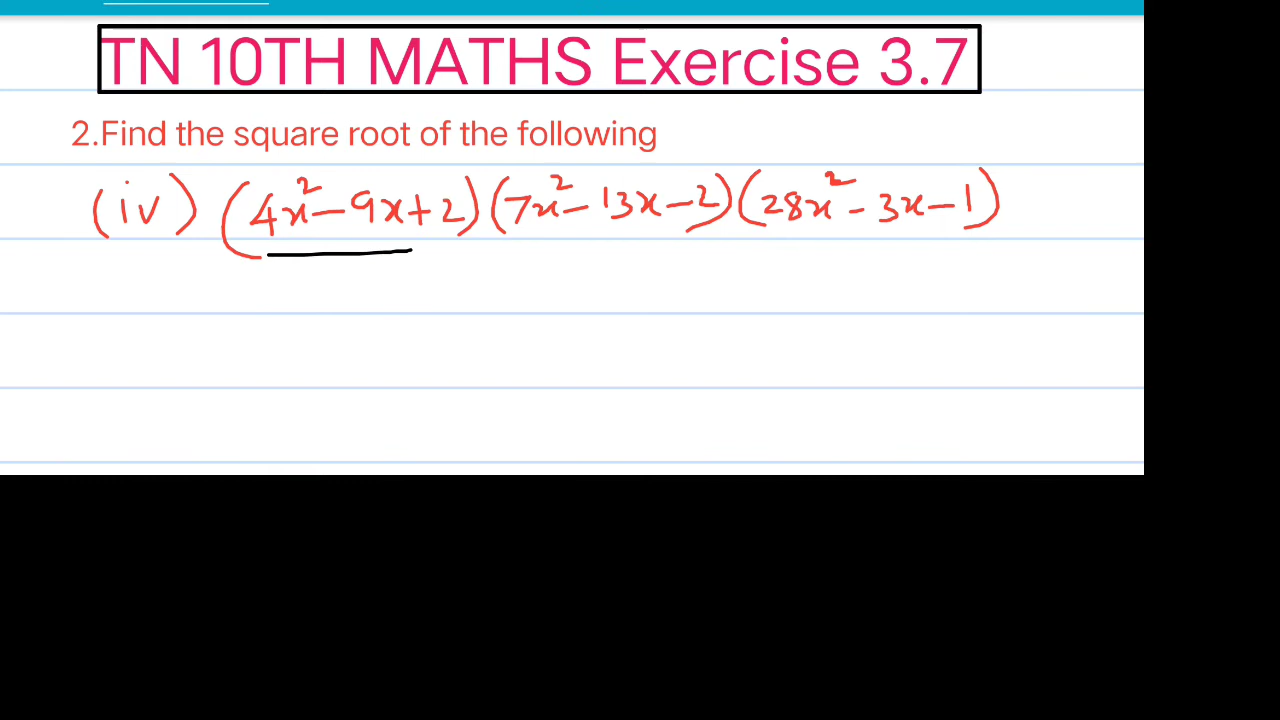 TN 10TH MATHS Exercise 3.7
2.Find the square root of the following
(iv) (4x²-9x+2)(7x²-13x-2)(28x²-3x-1)